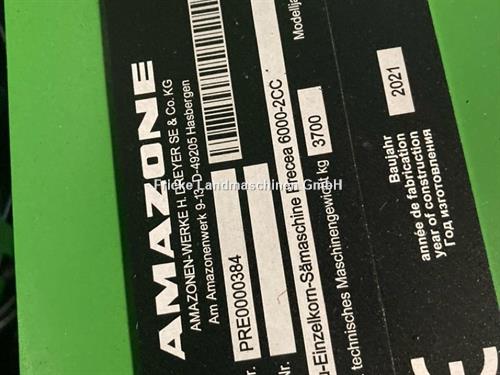 AMAZONE
AMAZONEN-WERKE H. DREYER SE & Co. KG
Am Amazonenwerk 9-13 D-49205 Hasbergen
PRE0000384
-Einzelkorn-Sämaschine Precea 6000-2CC
technisches Maschinengewicht kg 3700
Baujahr 2021
année de fabrication
year of construction
Год изготовления
Fricke Landmaschinen GmbH